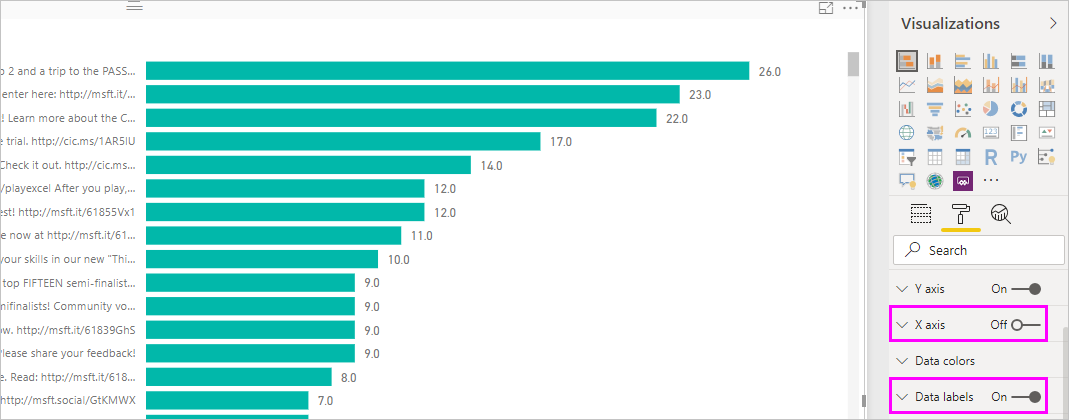 Visualizations
o 2 and a trip to the PASS...
26.0
enter here: http://msft.it/...
23.0
! Learn more about the C...
22.0
e trial. http://cic.ms/1AR5IU
17.0
Check it out. http://cic.ms...
14.0
/playexcel After you play,...
12.0
est! http://msft.it/61855Vx1
12.0
e now at http://msft.it/61...
11.0
your skills in our new "Thi...
10.0
top FIFTEEN semi-finalist...
9.0
mifinalists! Community vo...
9.0
ow. http://msft.it/61839GhS
9.0
Please share your feedback!
9.0
e. Read: http://msft.it/618...
8.0
http://msft.social/GtKMWX
7.0
123
R
Py
...
Search
Y axis On
X axis Off
Data colors
Data labels On